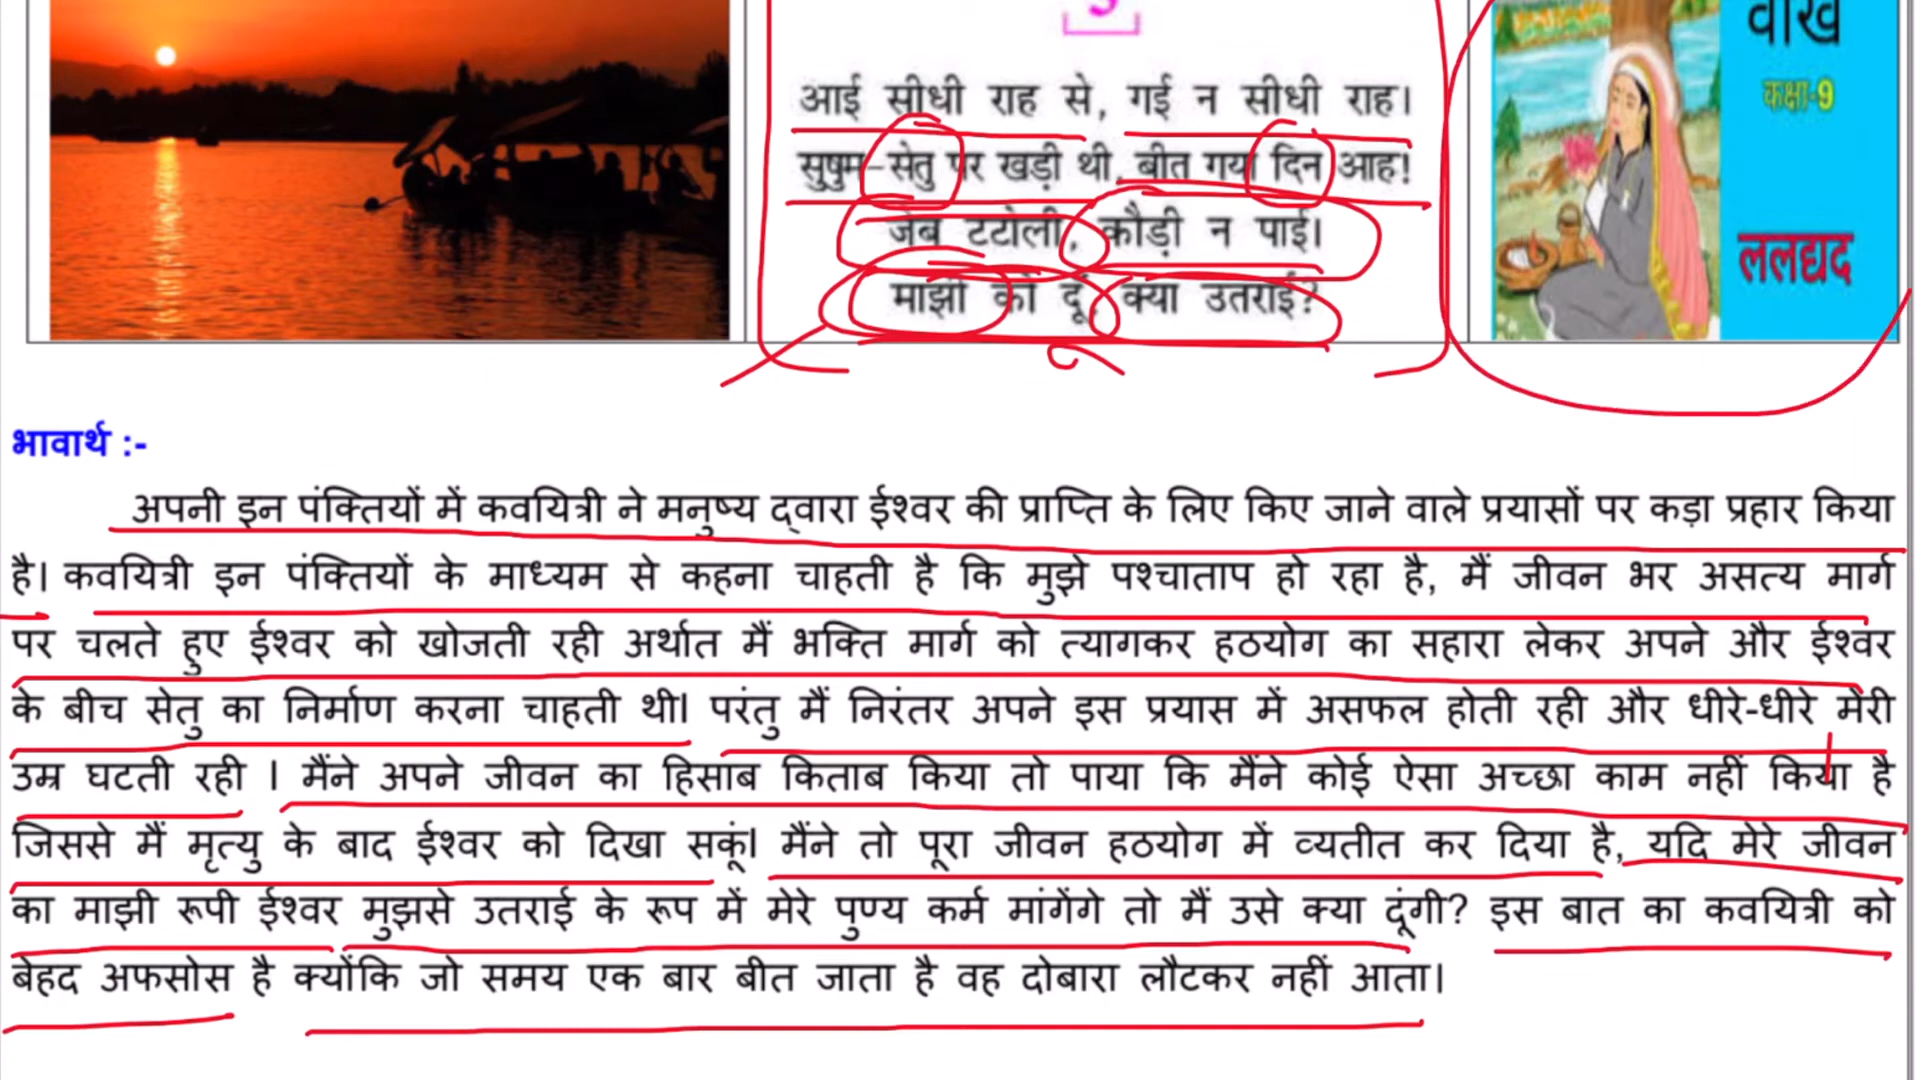 3
आई सीधी राह से, गई न सीधी राह।
सुषुम-सेतु पर खड़ी थी, बीत गया दिन आह!
जेब टटोली, कौड़ी न पाई।
माझी को दूँ, क्या उतराई?
वाख
कक्षा-9
ललद्यद
भावार्थ :-
अपनी इन पंक्तियों में कवयित्री ने मनुष्य द्वारा ईश्वर की प्राप्ति के लिए किए जाने वाले प्रयासों पर कड़ा प्रहार किया
है। कवयित्री इन पंक्तियों के माध्यम से कहना चाहती है कि मुझे पश्चाताप हो रहा है, मैं जीवन भर असत्य मार्ग
पर चलते हुए ईश्वर को खोजती रही अर्थात मैं भक्ति मार्ग को त्यागकर हठयोग का सहारा लेकर अपने और ईश्वर
के बीच सेतु का निर्माण करना चाहती थी। परंतु मैं निरंतर अपने इस प्रयास में असफल होती रही और धीरे-धीरे मेरी
उम्र घटती रही । मैंने अपने जीवन का हिसाब किताब किया तो पाया कि मैंने कोई ऐसा अच्छा काम नहीं किया है
जिससे मैं मृत्यु के बाद ईश्वर को दिखा सकूं। मैंने तो पूरा जीवन हठयोग में व्यतीत कर दिया है, यदि मेरे जीवन
का माझी रूपी ईश्वर मुझसे उतराई के रूप में मेरे पुण्य कर्म मांगेंगे तो मैं उसे क्या दूंगी? इस बात का कवयित्री को
बेहद अफसोस है क्योंकि जो समय एक बार बीत जाता है वह दोबारा लौटकर नहीं आता।